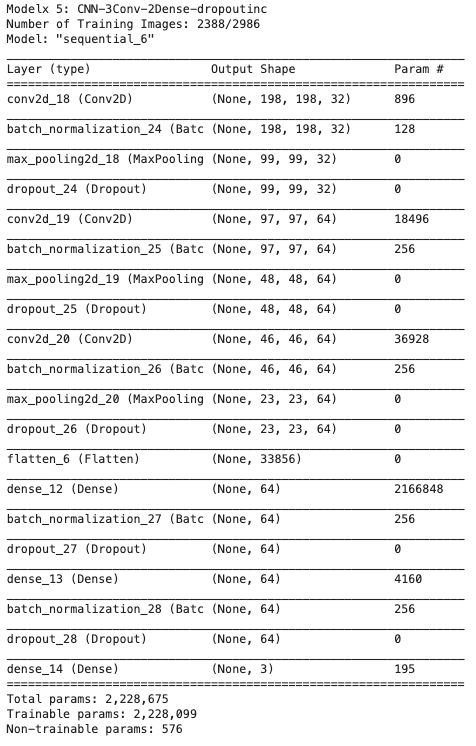 Modelx 5: CNN-3Conv-2Dense-dropoutinc
Number of Training Images: 2388/2986
Model: "sequential_6"
_________________________________________________________________
Layer (type) Output Shape Param #
=================================================================
conv2d_18 (Conv2D) (None, 198, 198, 32) 896
batch_normalization_24 (Batc (None, 198, 198, 32) 128
max_pooling2d_18 (MaxPooling (None, 99, 99, 32) 0
dropout_24 (Dropout) (None, 99, 99, 32) 0
conv2d_19 (Conv2D) (None, 97, 97, 64) 18496
batch_normalization_25 (Batc (None, 97, 97, 64) 256
max_pooling2d_19 (MaxPooling (None, 48, 48, 64) 0
dropout_25 (Dropout) (None, 48, 48, 64) 0
conv2d_20 (Conv2D) (None, 46, 46, 64) 36928
batch_normalization_26 (Batc (None, 46, 46, 64) 256
max_pooling2d_20 (MaxPooling (None, 23, 23, 64) 0
dropout_26 (Dropout) (None, 23, 23, 64) 0
flatten_6 (Flatten) (None, 33856) 0
dense_12 (Dense) (None, 64) 2166848
batch_normalization_27 (Batc (None, 64) 256
dropout_27 (Dropout) (None, 64) 0
dense_13 (Dense) (None, 64) 4160
batch_normalization_28 (Batc (None, 64) 256
dropout_28 (Dropout) (None, 64) 0
dense_14 (Dense) (None, 3) 195
=================================================================
Total params: 2,228,675
Trainable params: 2,228,099
Non-trainable params: 576